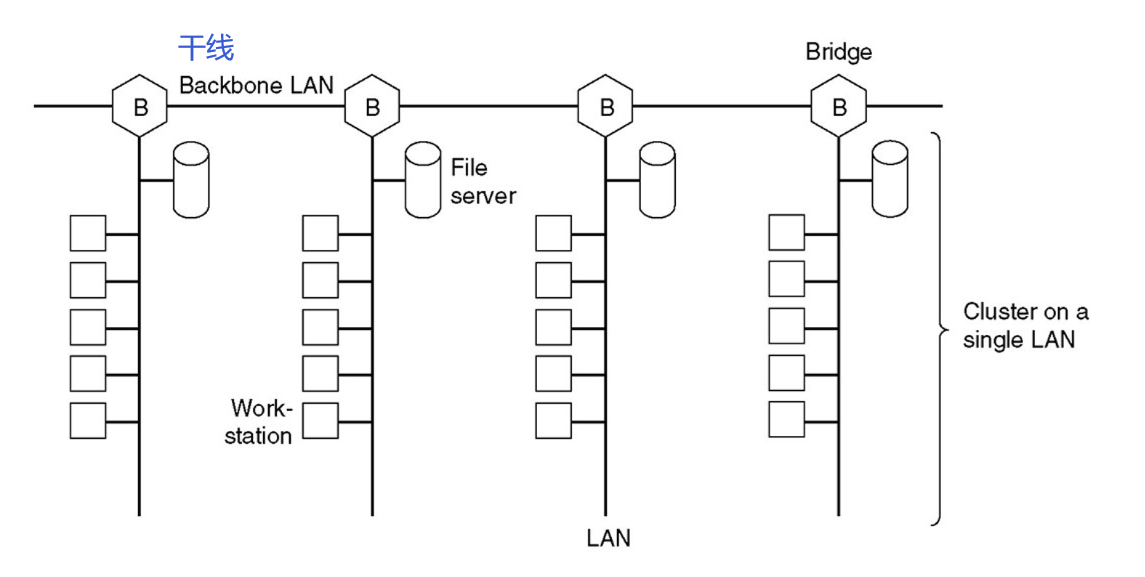 干线
Backbone LAN
Bridge
B
B
B
B
File
server
Work-
station
Cluster on a
single LAN
LAN